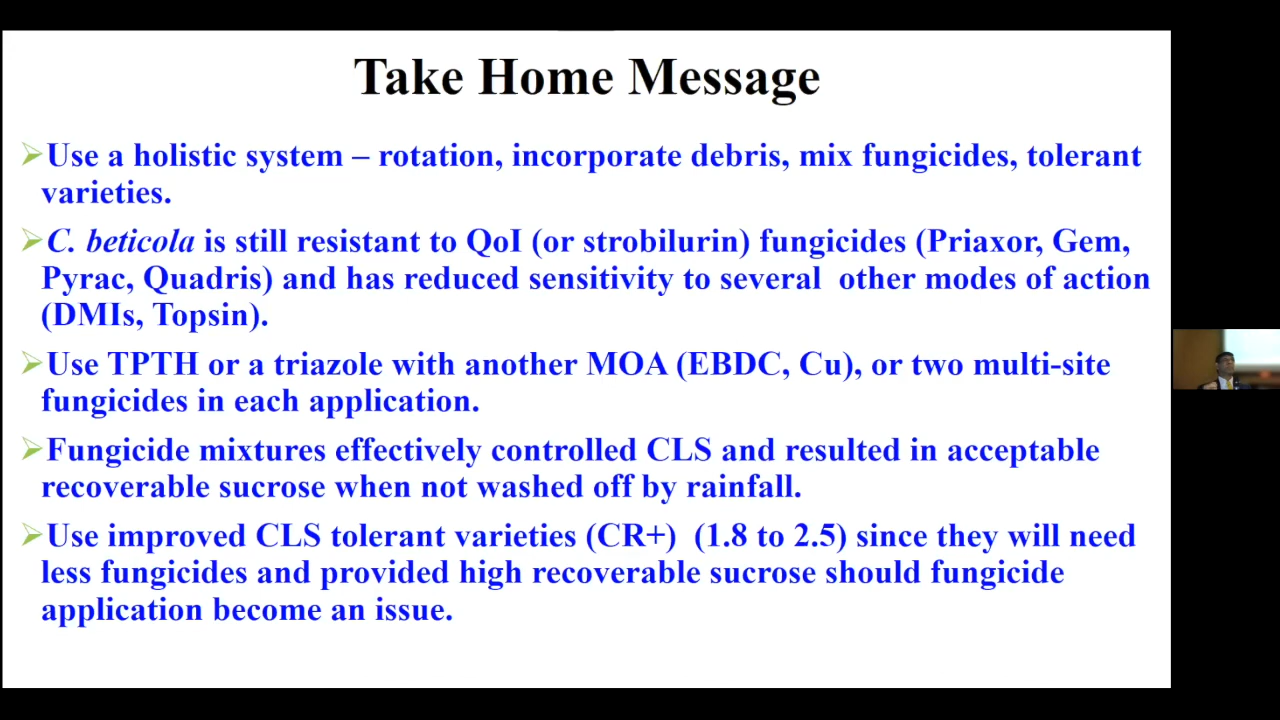 Take Home Message
Use a holistic system – rotation, incorporate debris, mix fungicides, tolerant
varieties.
C. beticola is still resistant to QoI (or strobilurin) fungicides (Priaxor, Gem,
Pyrac, Quadris) and has reduced sensitivity to several other modes of action
(DMIs, Topsin).
Use TPTH or a triazole with another MOA (EBDC, Cu), or two multi-site
fungicides in each application.
Fungicide mixtures effectively controlled CLS and resulted in acceptable
recoverable sucrose when not washed off by rainfall.
Use improved CLS tolerant varieties (CR+) (1.8 to 2.5) since they will need
less fungicides and provided high recoverable sucrose should fungicide
application become an issue.